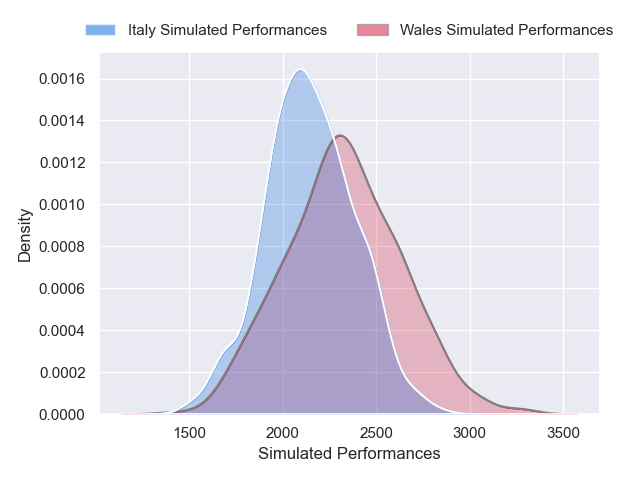 Italy Simulated Performances Wales Simulated Performances
0.0016
0.0014
0.0012
0.0010
0.0008
0.0006
0.0004
0.0002
0.0000
Density
1500 2000 2500 3000 3500
Simulated Performances